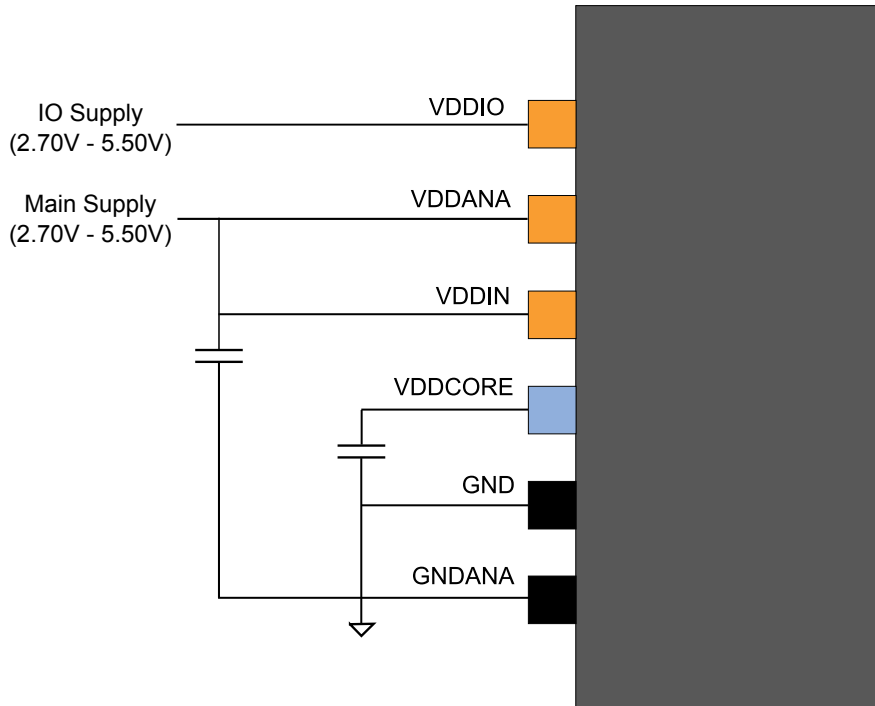 VDDIO
IO Supply
(2.70V - 5.50V)
VDDANA
Main Supply
(2.70V - 5.50V)
VDDIN
VDDCORE
GND
GNDANA